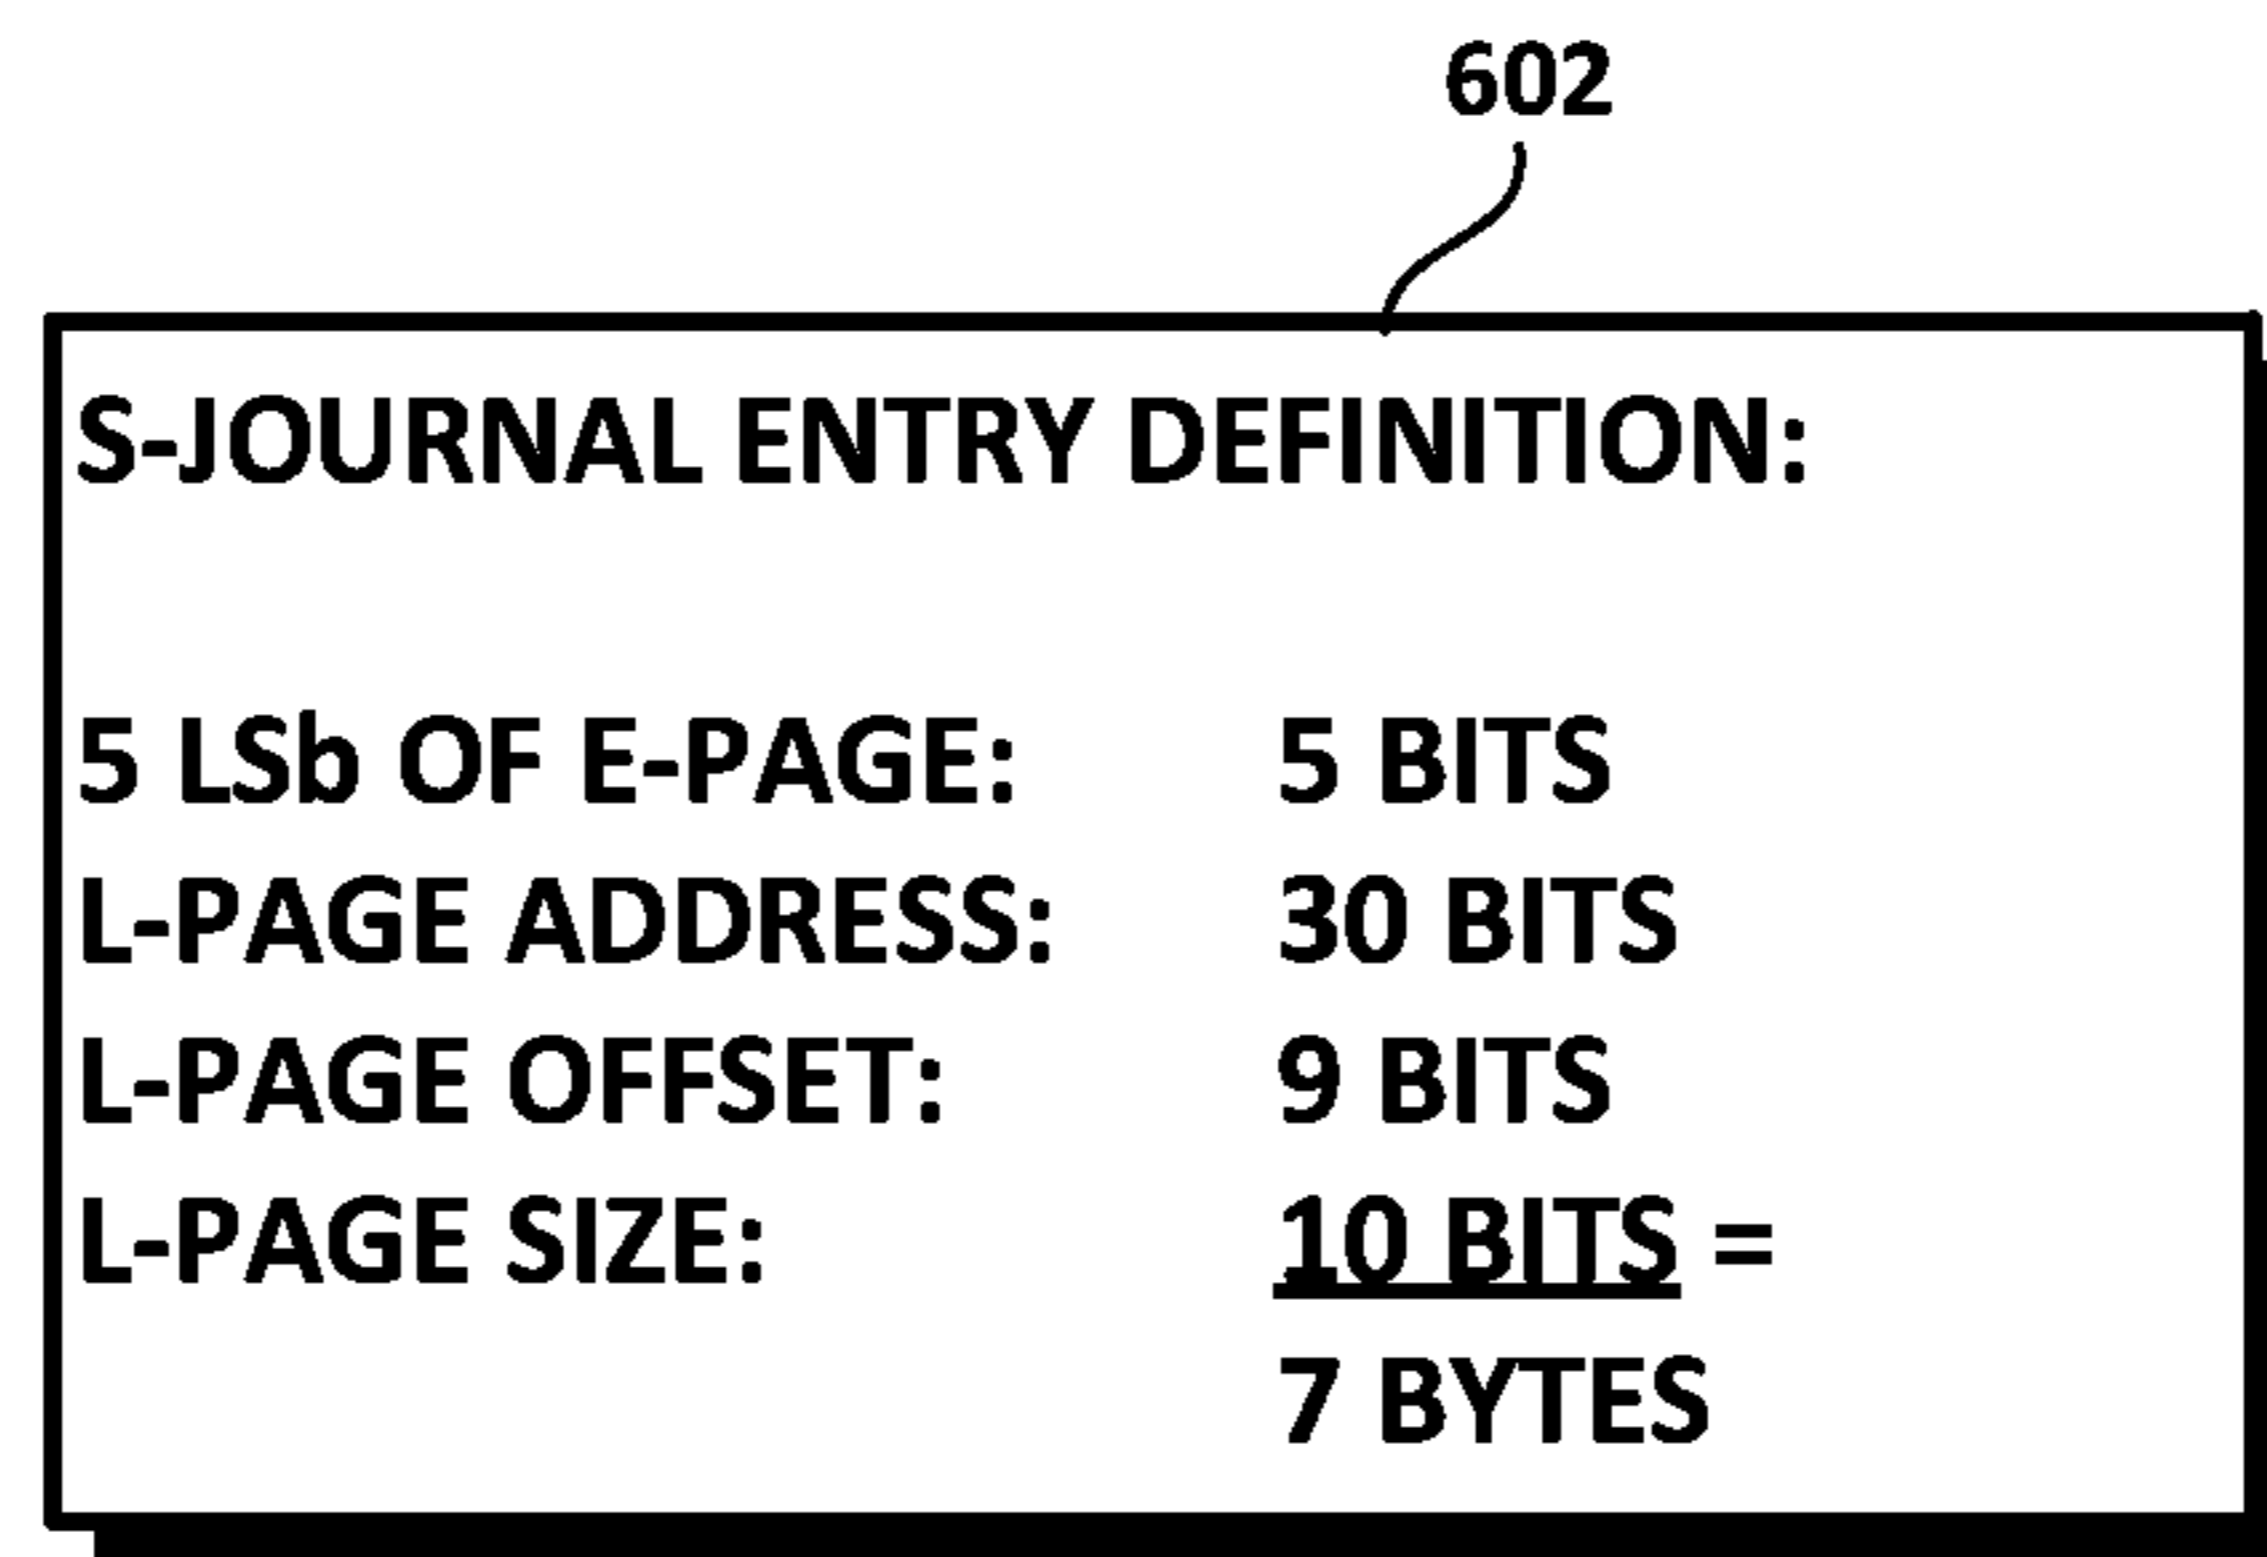 602
S-JOURNAL ENTRY DEFINITION:
5 LSb OF E-PAGE: 5 BITS
L-PAGE ADDRESS: 30 BITS
L-PAGE OFFSET: 9 BITS
L-PAGE SIZE: 10 BITS =
7 BYTES